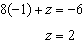 8(−1) + z = −6
z = 2